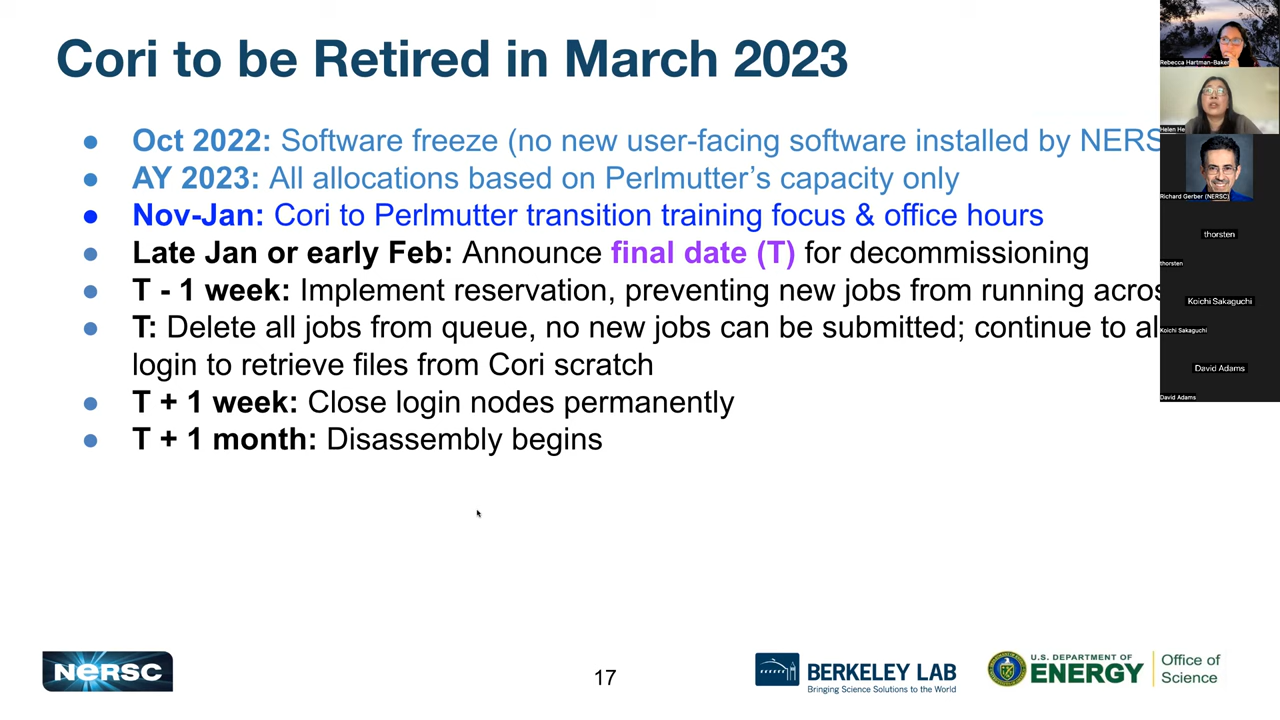 Cori to be Retired in March 2023
● Oct 2022: Software freeze (no new user-facing software installed by NERS
● AY 2023: All allocations based on Perlmutter's capacity only
● Nov-Jan: Cori to Perlmutter transition training focus & office hours
● Late Jan or early Feb: Announce final date (T) for decommissioning
● T - 1 week: Implement reservation, preventing new jobs from running acros
● T: Delete all jobs from queue, no new jobs can be submitted; continue to al
login to retrieve files from Cori scratch
● T + 1 week: Close login nodes permanently
● T + 1 month: Disassembly begins
Rebecca Hartman-Baker
Helen He
Richard Gerber (NERSC)
thorsten
thorsten
Koichi Sakaguchi
Koichi Sakaguchi
David Adams
David Adams
NERSC
17
BERKELEY LAB
Bringing Science Solutions to the World
U.S. DEPARTMENT OF
ENERGY
Office of
Science